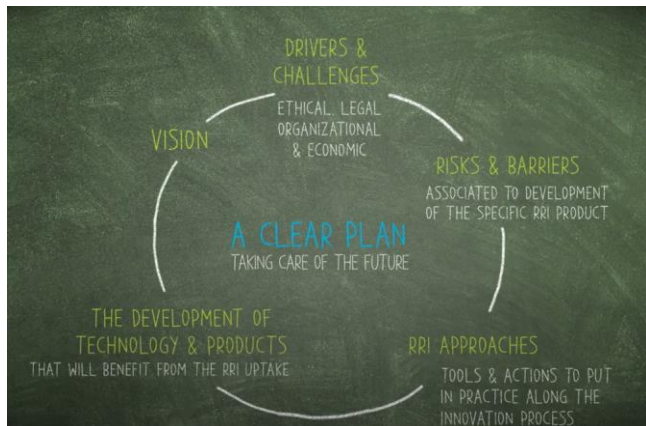 DRIVERS &
CHALLENGES
ETHICAL, LEGAL
ORGANIZATIONAL
& ECONOMIC
VISION
RISKS & BARRIERS
ASSOCIATED TO DEVELOPMENT
OF THE SPECIFIC RRI PRODUCT
A CLEAR PLAN
TAKING CARE OF THE FUTURE
THE DEVELOPMENT OF
TECHNOLOGY & PRODUCTS
THAT WILL BENEFIT FROM THE RRI UPTAKE
RRI APPROACHES
TOOLS & ACTIONS TO PUT
IN PRACTICE ALONG THE
INNOVATION PROCESS